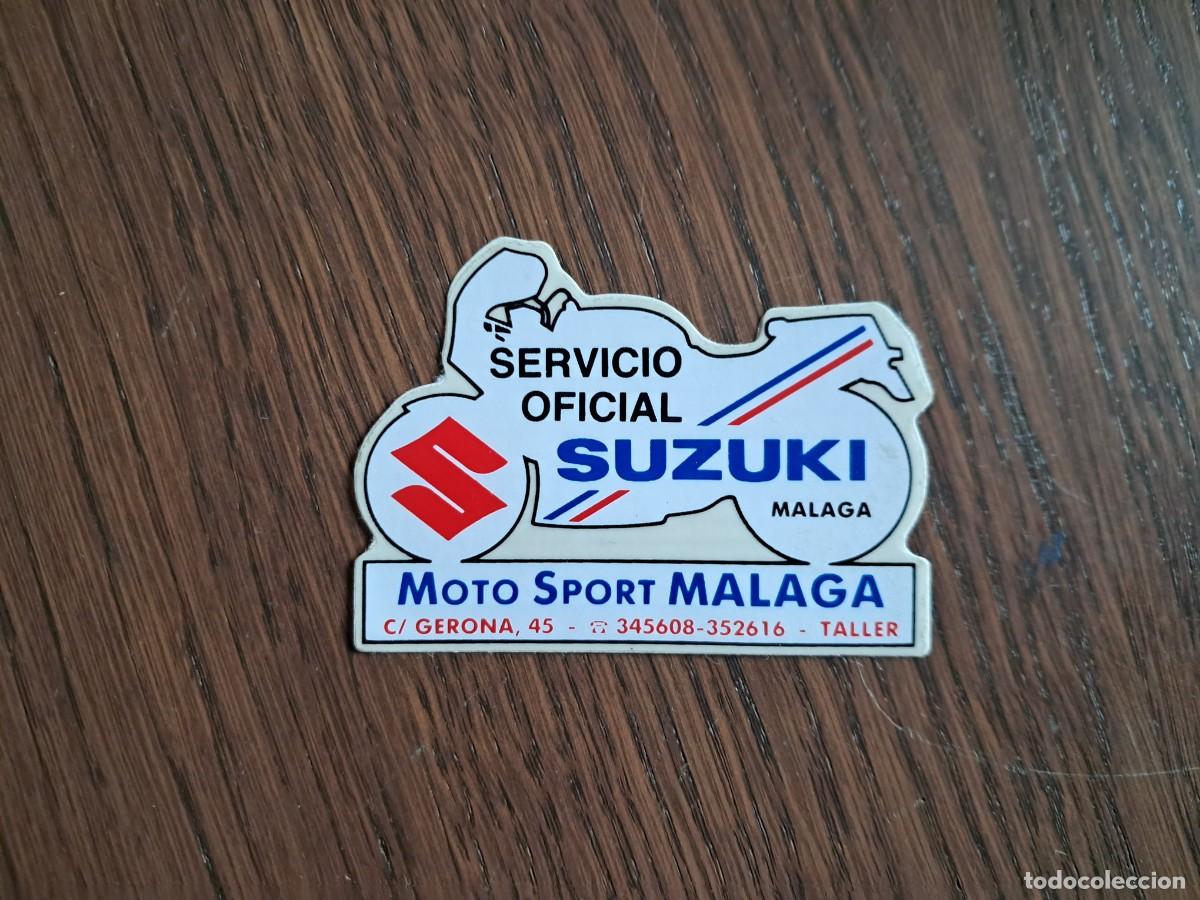 SERVICIO
OFICIAL
SUZUKI
MALAGA
MOTO SPORT MALAGA
C/ GERONA, 45 - ☎ 345608-352616 - TALLER
todocoleccion